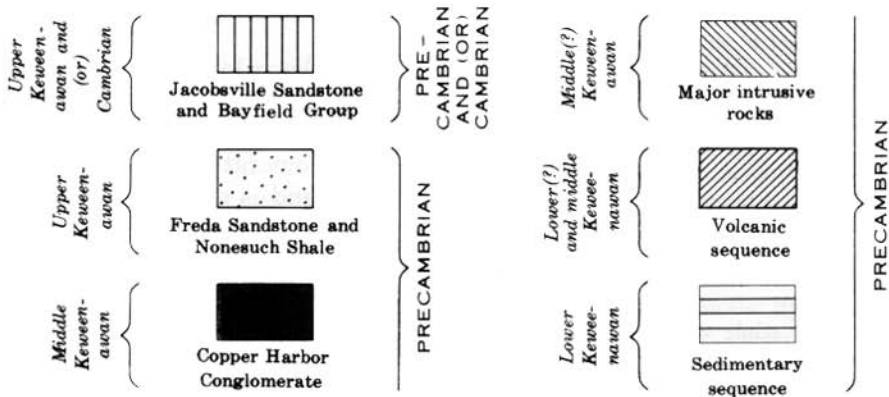 Upper
Keween-
awan and
(or)
Cambrian
Jacobsville Sandstone
and Bayfield Group
PRE-
CAMBRIAN
AND (OR)
CAMBRIAN
Upper
Keween-
awan
Freda Sandstone and
Nonesuch Shale
Middle
Keween-
awan
Copper Harbor
Conglomerate
PRECAMBRIAN
Middle(?)
Keween-
awan
Major intrusive
rocks
Lower(?)
and middle
Kewee-
nawan
Volcanic
sequence
Lower
Kewee-
nawan
Sedimentary
sequence
PRECAMBRIAN